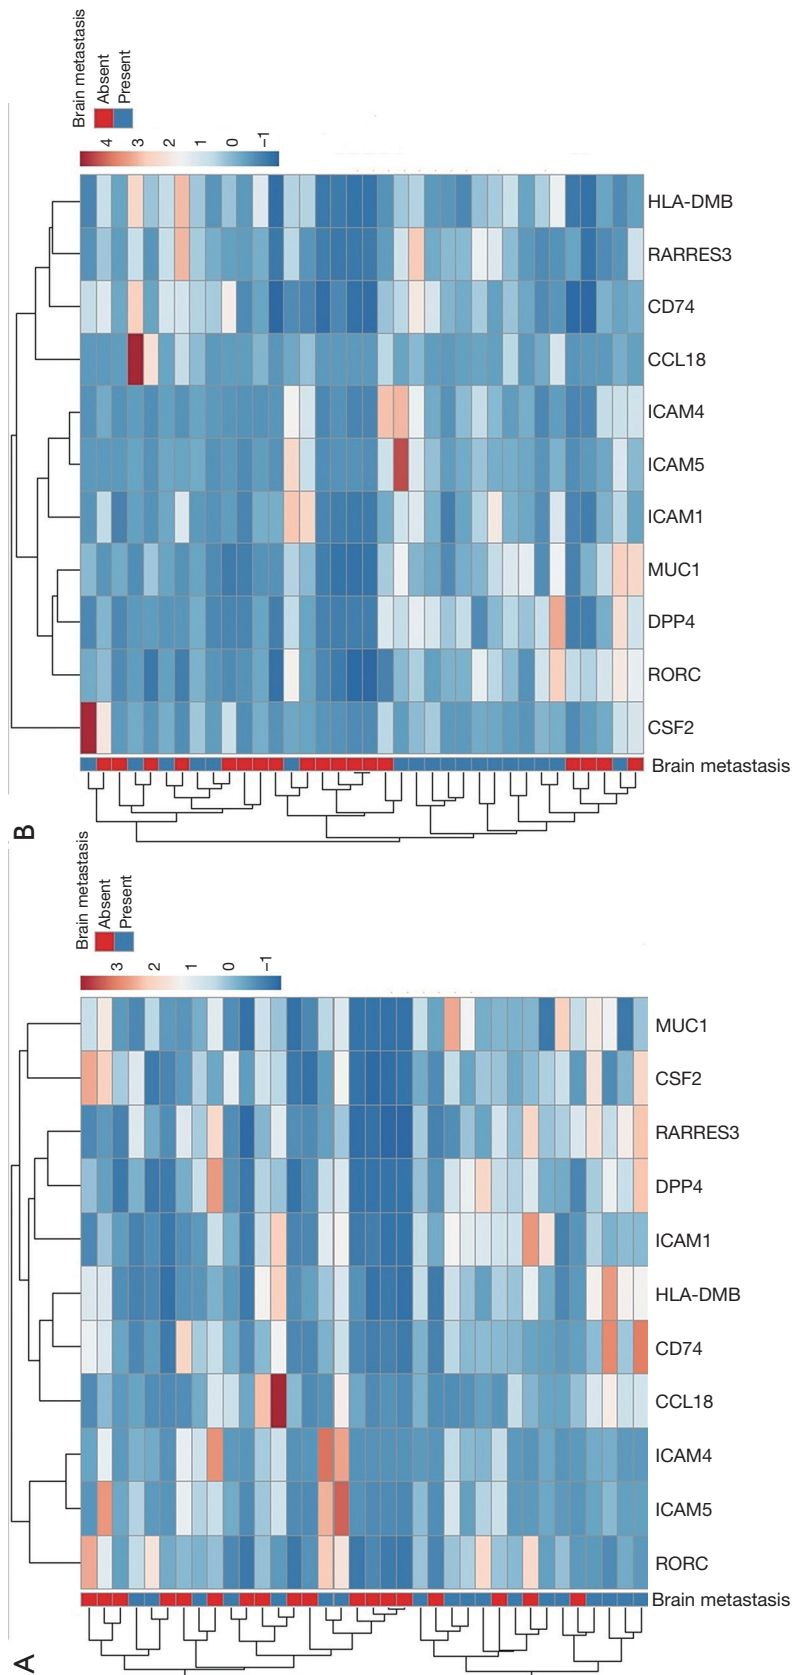 B
Brain metastasis
Absent
Present
4
3
2
1
0
−1
HLA-DMB
RARRES3
CD74
CCL18
ICAM4
ICAM5
ICAM1
MUC1
DPP4
RORC
CSF2
Brain metastasis
A
Brain metastasis
Absent
Present
3
2
1
0
−1
MUC1
CSF2
RARRES3
DPP4
ICAM1
HLA-DMB
CD74
CCL18
ICAM4
ICAM5
RORC
Brain metastasis